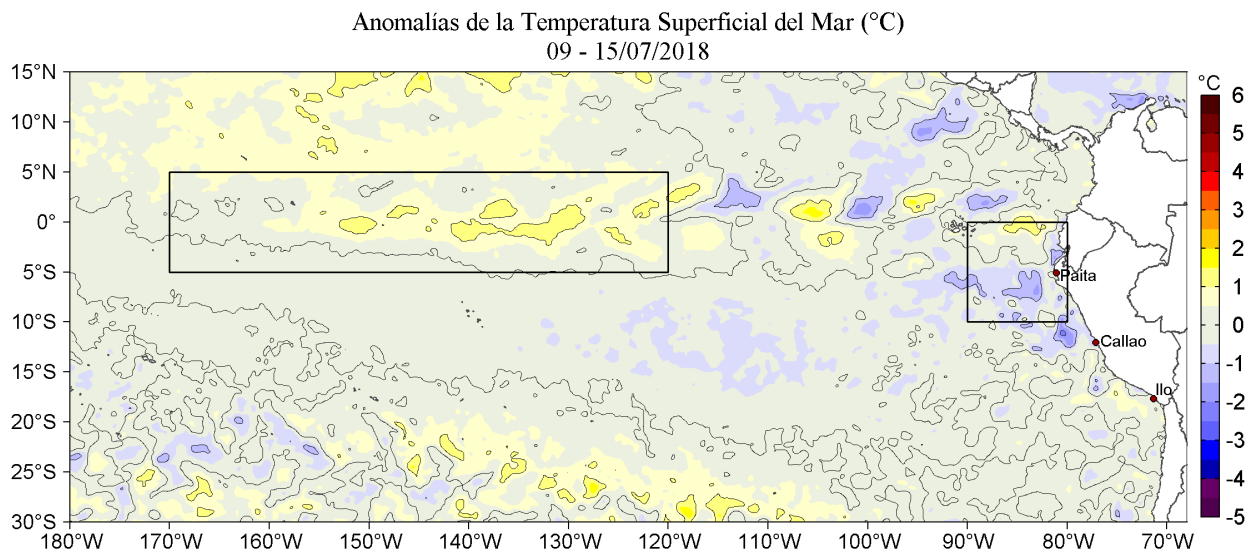 Anomalías de la Temperatura Superficial del Mar (°C)
09 - 15/07/2018
15°N
10°N
5°N
0°
5°S
10°S
15°S
20°S
25°S
30°S
180°W 170°W 160°W 150°W 140°W 130°W 120°W 110°W 100°W 90°W 80°W 70°W
Paita
Callao
Ilo
°C
6
5
4
3
2
1
0
-1
-2
-3
-4
-5